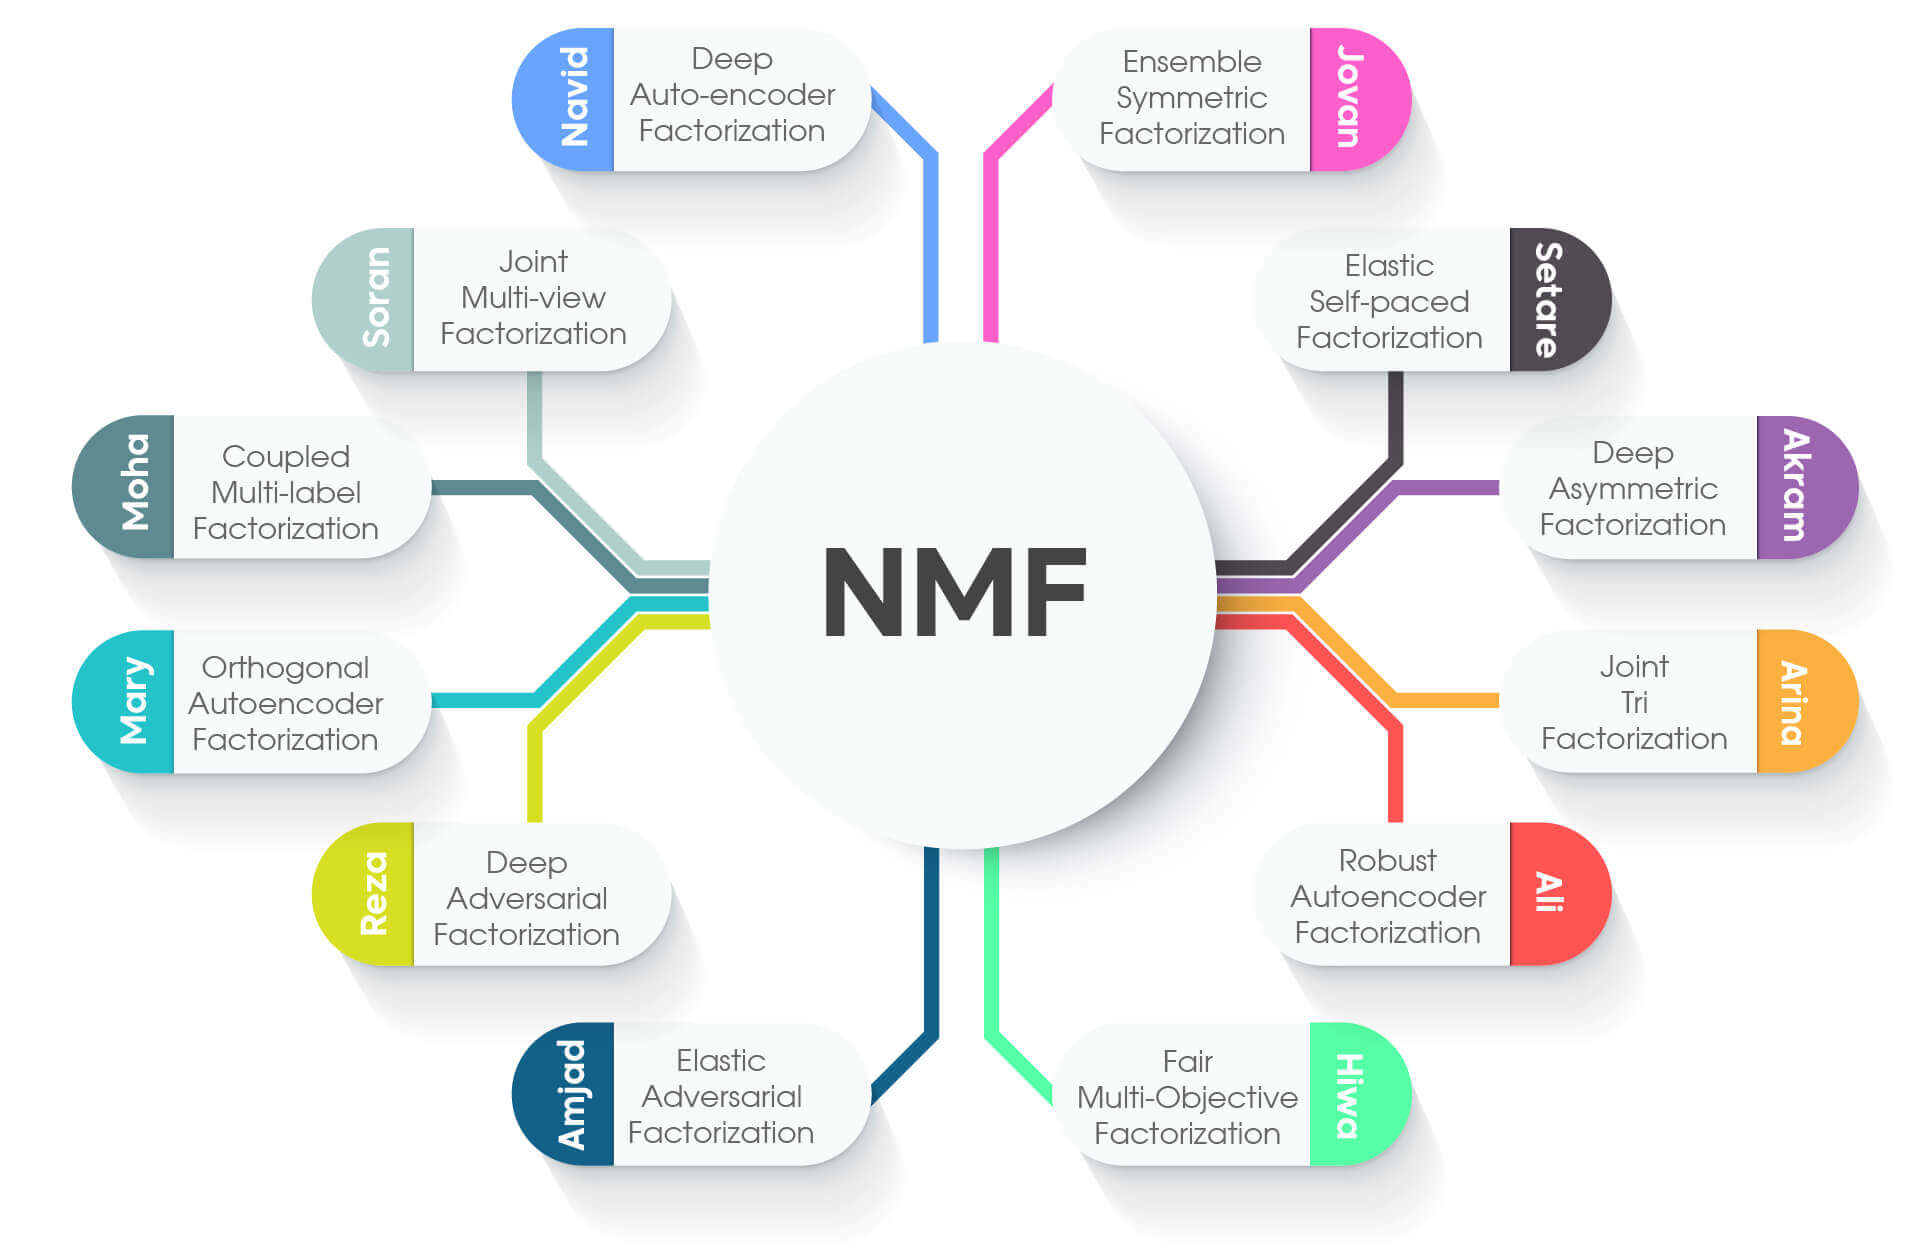 Navid
Deep
Auto-encoder
Factorization
Ensemble
Symmetric
Factorization
Jovan
Soran
Joint
Multi-view
Factorization
Elastic
Self-paced
Factorization
Setare
Moha
Coupled
Multi-label
Factorization
Deep
Asymmetric
Factorization
Akram
NMF
Mary
Orthogonal
Autoencoder
Factorization
Joint
Tri
Factorization
Arina
Reza
Deep
Adversarial
Factorization
Robust
Autoencoder
Factorization
Ali
Amjad
Elastic
Adversarial
Factorization
Fair
Multi-Objective
Factorization
Hiwa